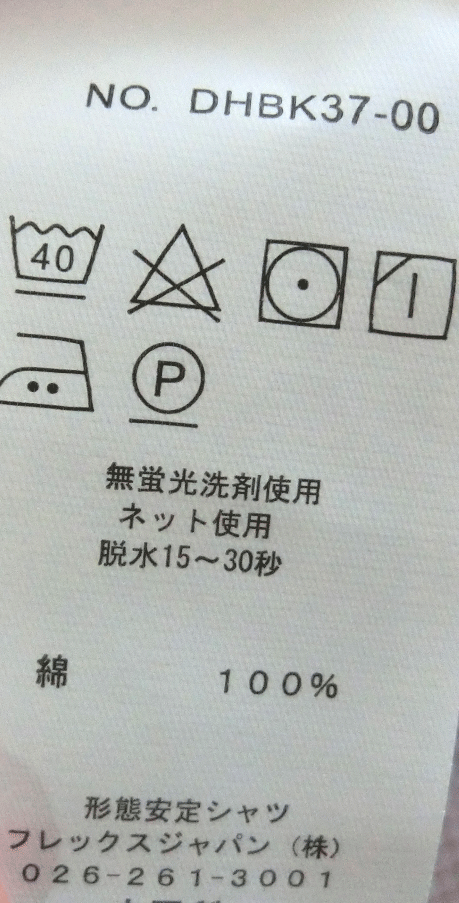 NO. DHBK37-00
40
P
無蛍光洗剤使用
ネット使用
脱水15～30秒
綿 100%
形態安定シャツ
フレックスジャパン（株）
026-261-3001